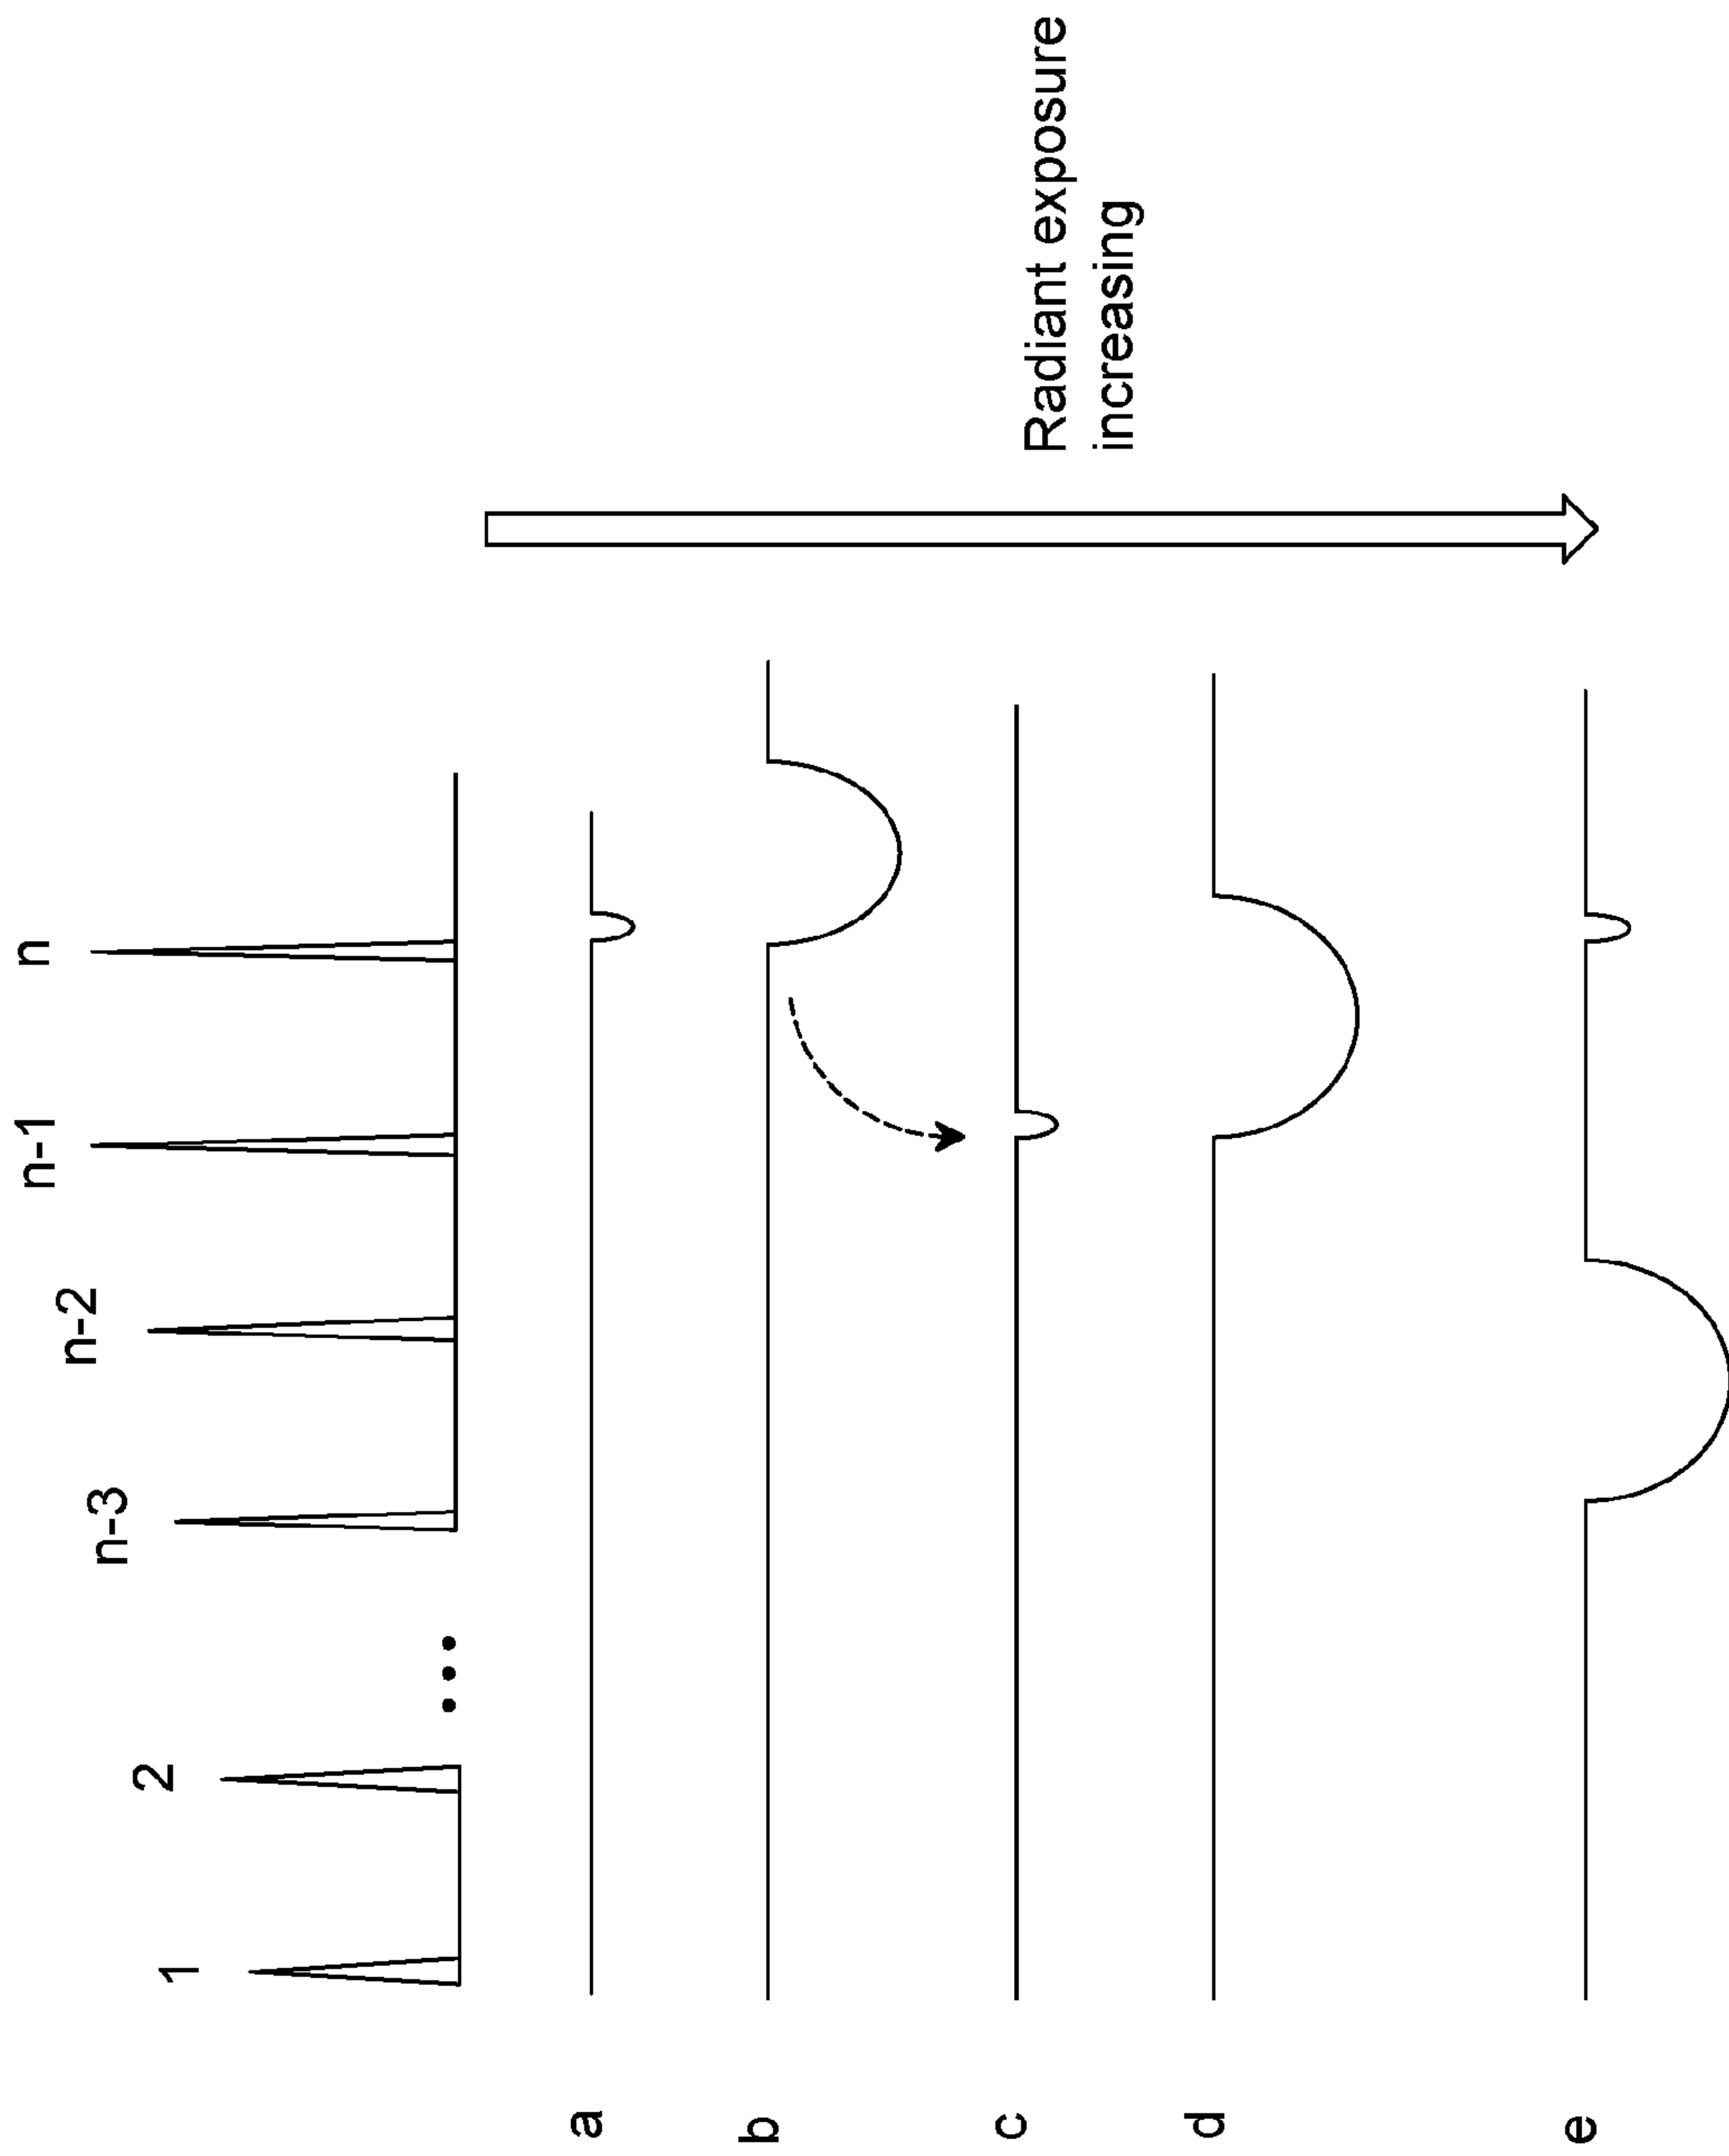 1
2
n-3
n-2
n-1
n
a
b
c
d
e
Radiant exposure
increasing